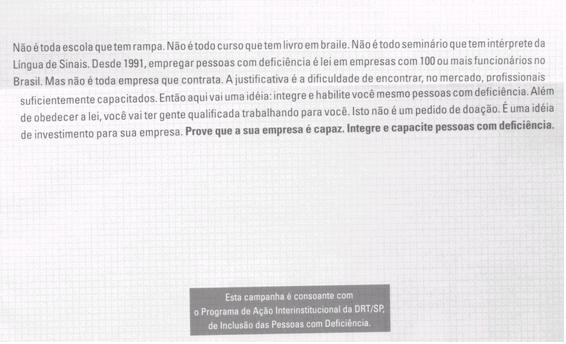 Não é toda escola que tem rampa. Não é todo curso que tem livro em braile. Não é todo seminário que tem intérprete da
Língua de Sinais. Desde 1991, empregar pessoas com deficiência é lei em empresas com 100 ou mais funcionários no
Brasil. Mas não é toda empresa que contrata. A justificativa é a dificuldade de encontrar, no mercado, profissionais
suficientemente capacitados. Então aqui vai uma idéia: integre e habilite você mesmo pessoas com deficiência. Além
de obedecer a lei, você vai ter gente qualificada trabalhando para você. Isto não é um pedido de doação. É uma idéia
de investimento para sua empresa. Prove que a sua empresa é capaz. Integre e capacite pessoas com deficiência.
Esta campanha é consoante com
o Programa de Ação Interinstitucional da DRT/SP,
de Inclusão das Pessoas com Deficiência.